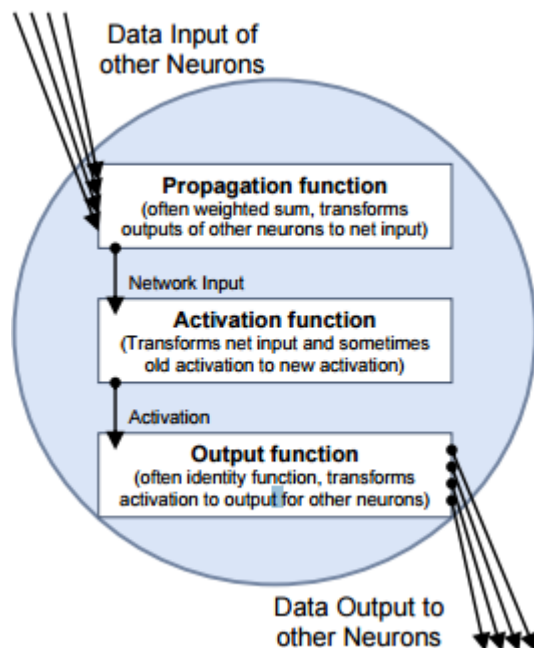 Data Input of
other Neurons
Propagation function
(often weighted sum, transforms
outputs of other neurons to net input)
Network Input
Activation function
(Transforms net input and sometimes
old activation to new activation)
Activation
Output function
(often identity function, transforms
activation to output for other neurons)
Data Output to
other Neurons